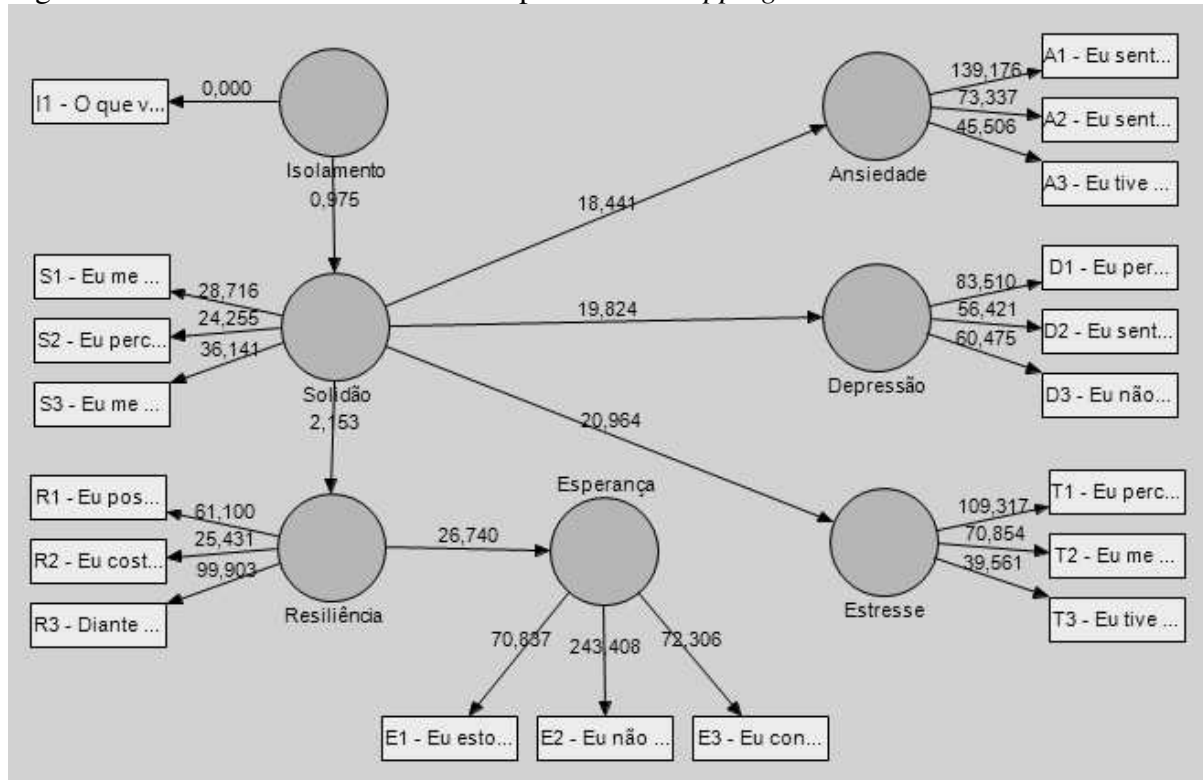 I1 - O que v...
0,000
Isolamento
0,975
S1 - Eu me ...
S2 - Eu perc...
S3 - Eu me ...
28,716
24,255
36,141
Solidão
2,153
18,441
19,824
20,964
Ansiedade
139,176
73,337
45,506
A1 - Eu sent...
A2 - Eu sent...
A3 - Eu tive ...
Depressão
83,510
56,421
60,475
D1 - Eu per...
D2 - Eu sent...
D3 - Eu não...
R1 - Eu pos...
R2 - Eu cost...
R3 - Diante ...
61,100
25,431
99,903
Resiliência
26,740
Esperança
70,837
243,408
72,306
E1 - Eu esto...
E2 - Eu não ...
E3 - Eu con...
Estresse
109,317
70,854
39,561
T1 - Eu perc...
T2 - Eu me ...
T3 - Eu tive ...